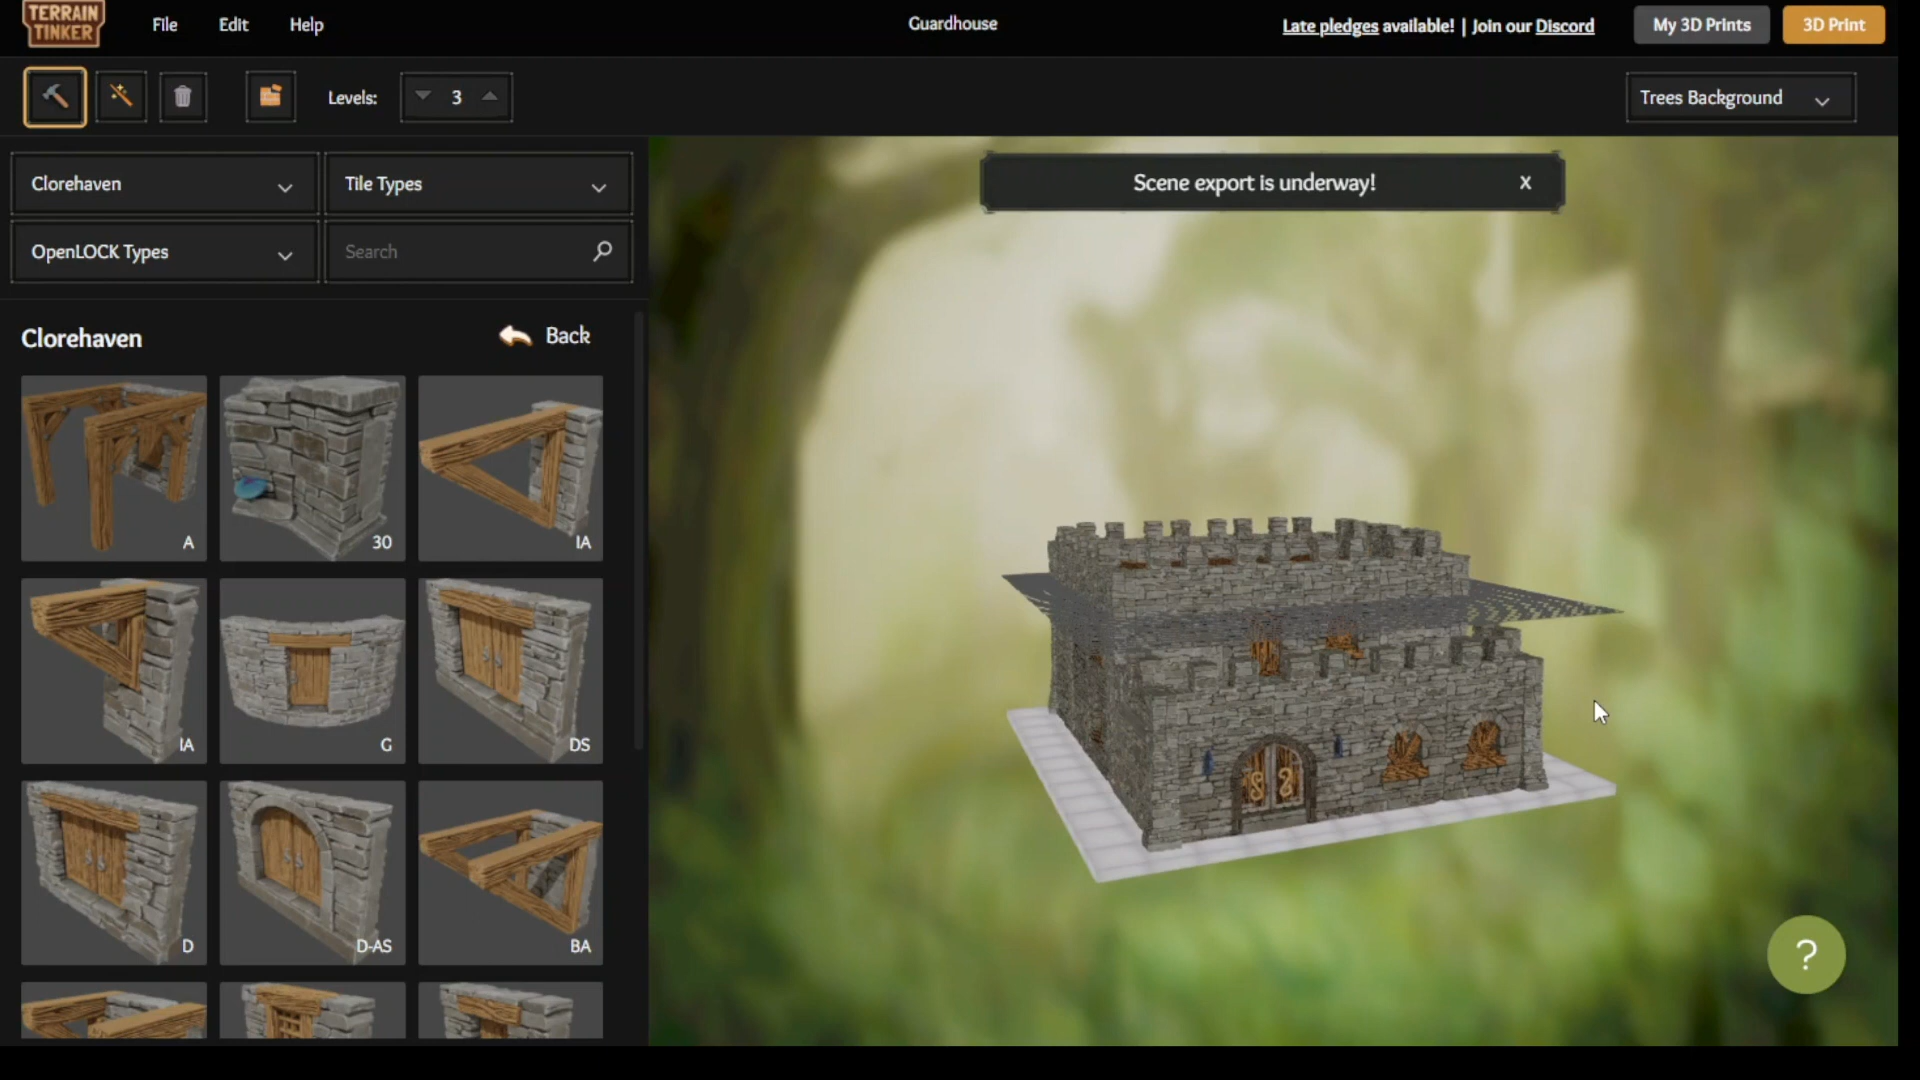 TERRAIN
TINKER
File
Edit
Help
Guardhouse
Late pledges available! | Join our Discord
My 3D Prints
3D Print
Levels:
3
Trees Background
Clorehaven
Tile Types
OpenLOCK Types
Search
Scene export is underway!
X
Clorehaven
Back
A
30
IA
IA
G
DS
D
D-AS
BA
?